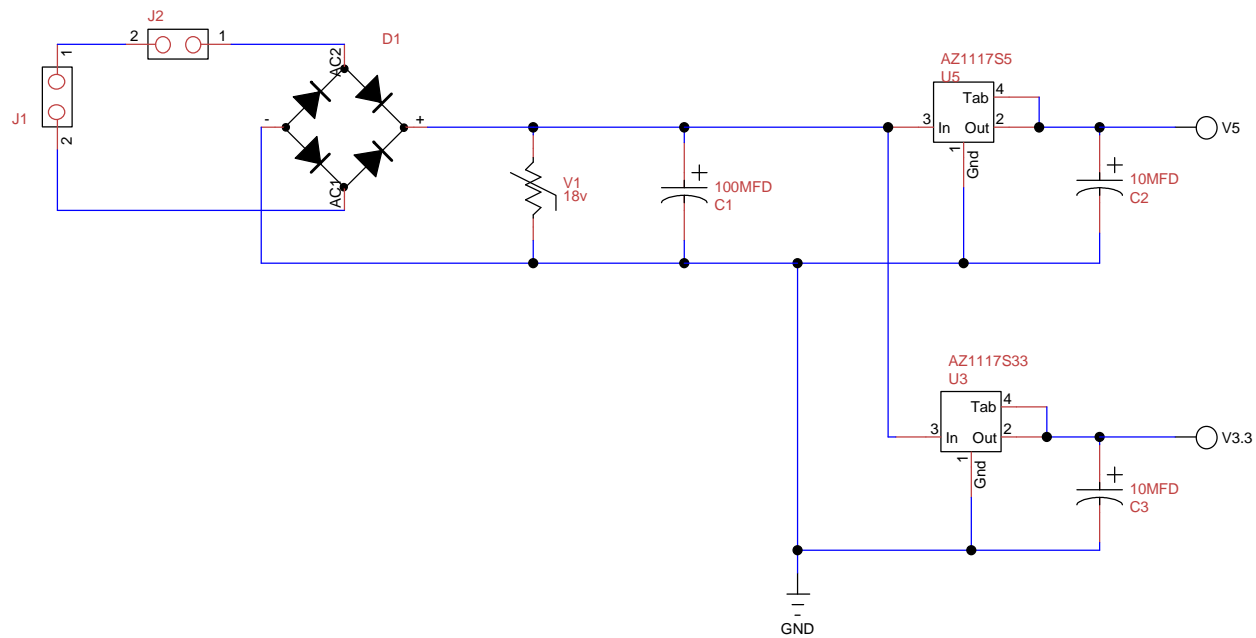 J2
2
1
D1
J1
1
2
AC2
-
+
AC1
V1
18v
+
100MFD
C1
AZ1117S5
U5
Tab
4
3
In
Out
2
1
Gnd
V5
+
10MFD
C2
AZ1117S33
U3
Tab
4
3
In
Out
2
1
Gnd
V3.3
+
10MFD
C3
GND